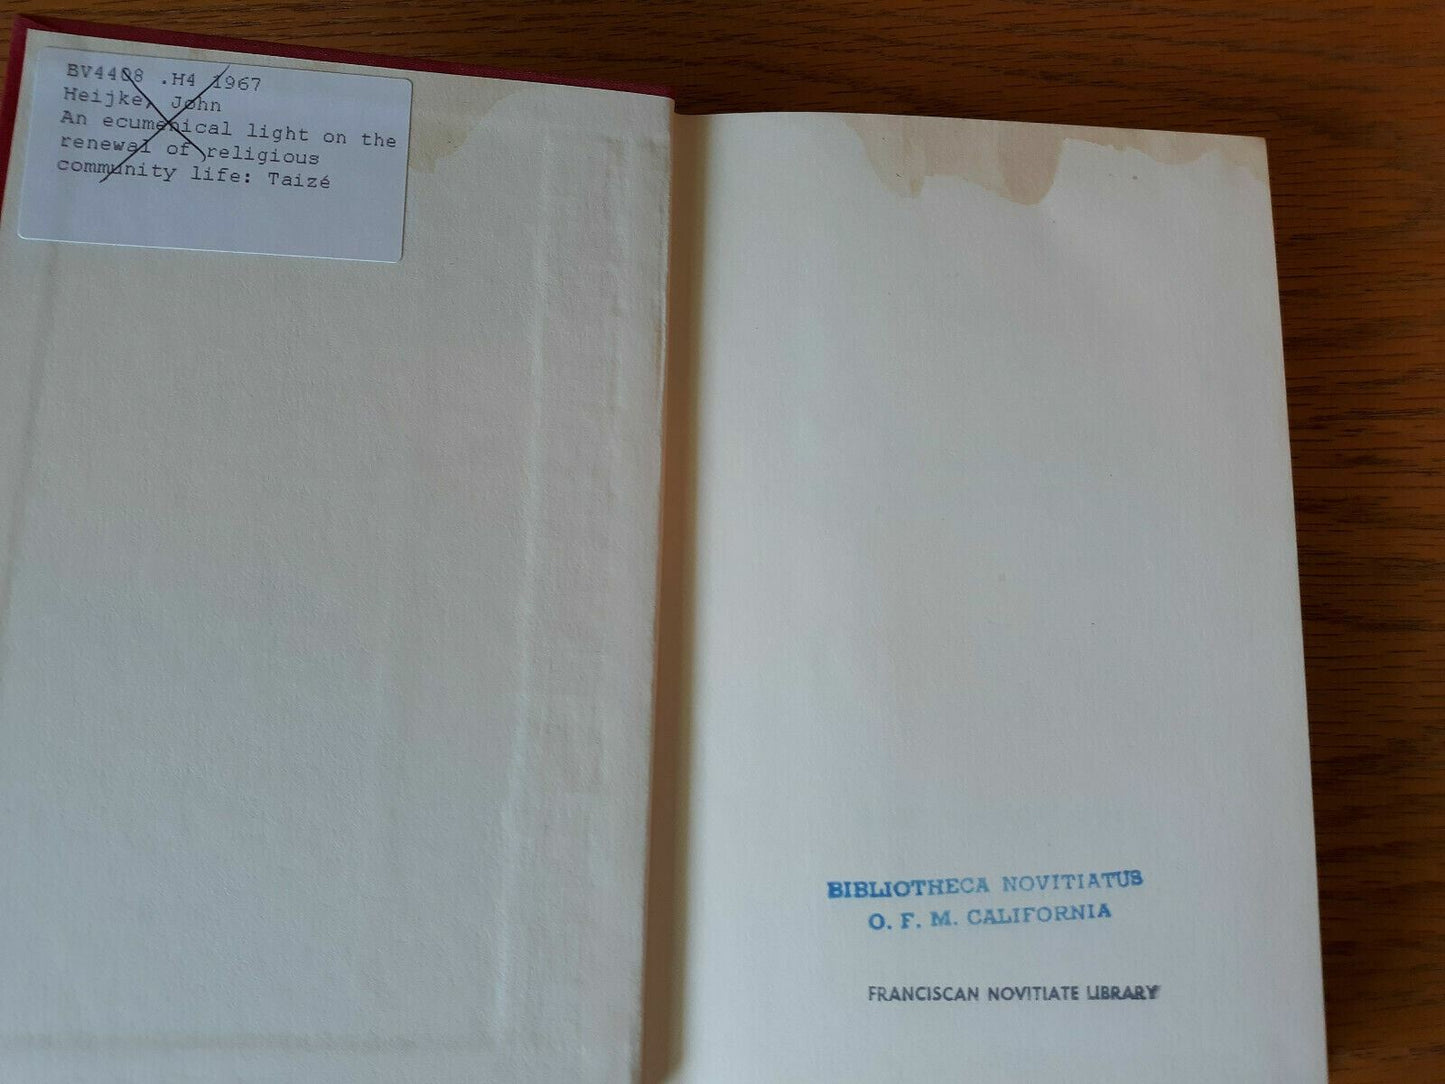 BV4408 .H4 1967
Heijke, John
An ecumenical light on the
renewal of religious
community life: Taizé
BIBLIOTHECA NOVITIATUS
O. F. M. CALIFORNIA
FRANCISCAN NOVITIATE LIBRARY